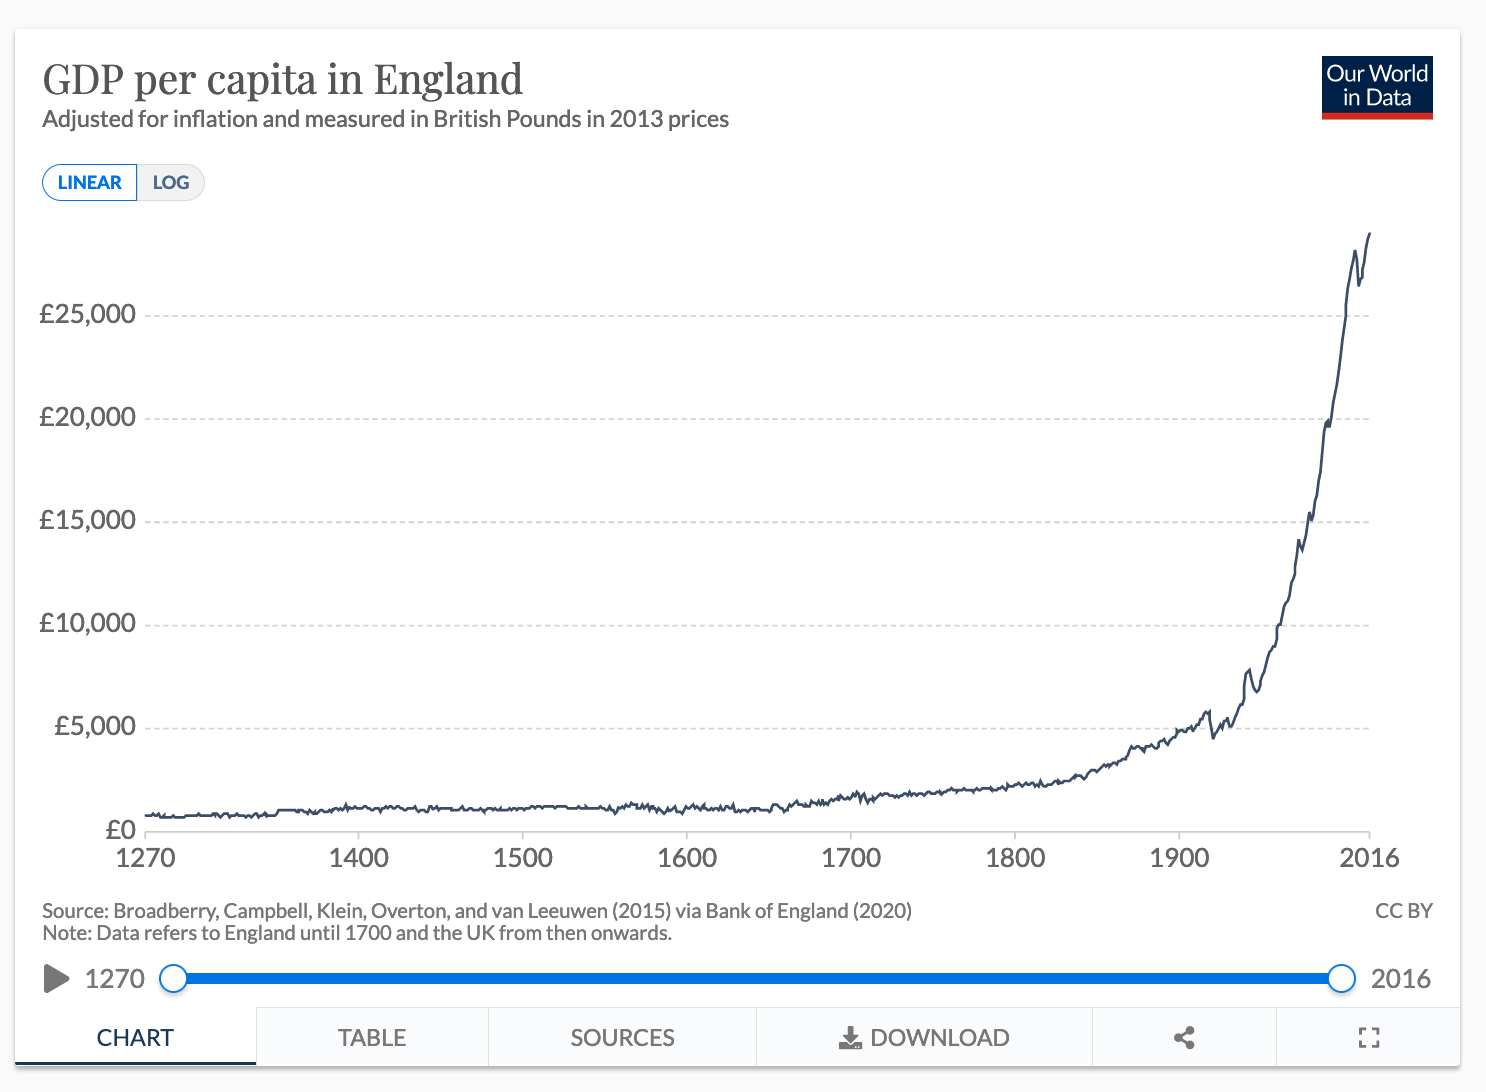 GDP per capita in England
Adjusted for inflation and measured in British Pounds in 2013 prices
Our World
in Data
LINEAR LOG
£25,000
£20,000
£15,000
£10,000
£5,000
£0
1270 1400 1500 1600 1700 1800 1900 2016
Source: Broadberry, Campbell, Klein, Overton, and van Leeuwen (2015) via Bank of England (2020) CC BY
Note: Data refers to England until 1700 and the UK from then onwards.
1270 2016
CHART TABLE SOURCES DOWNLOAD